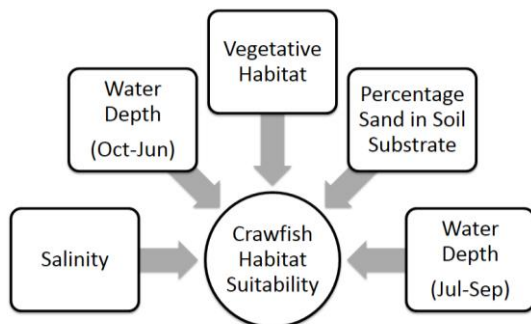 Vegetative
Habitat
Water
Depth
(Oct-Jun)
Percentage
Sand in Soil
Substrate
Salinity
Crawfish
Habitat
Suitability
Water
Depth
(Jul-Sep)